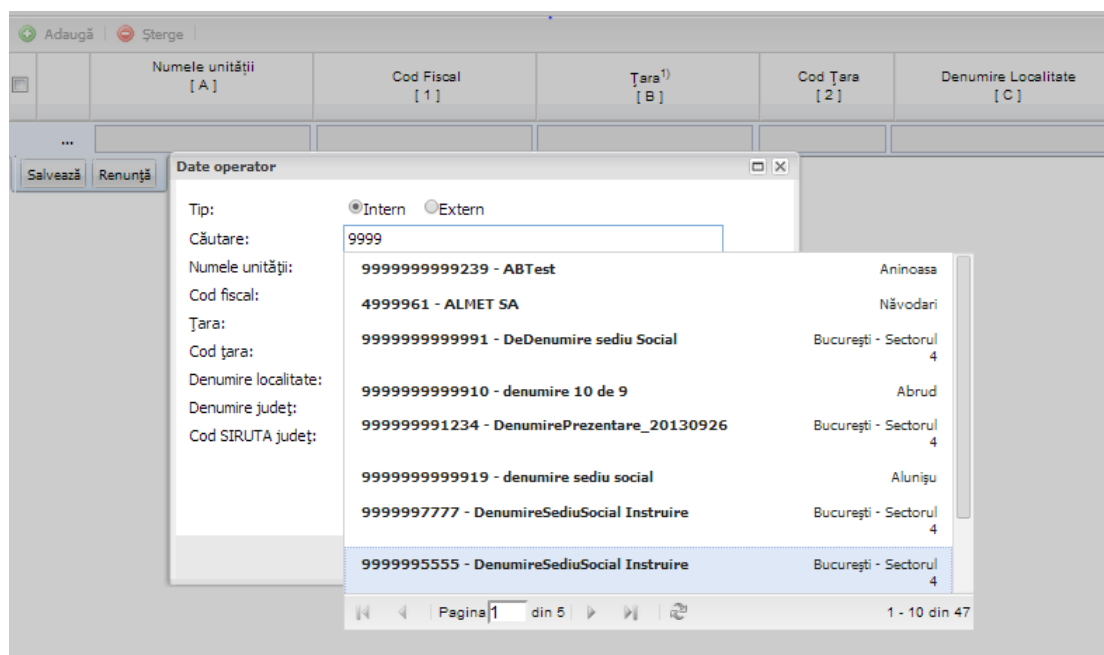 Adaugă Șterge
Numele unității Cod Fiscal Țara1) Cod Țara Denumire Localitate
[ A ] [ 1 ] [ B ] [ 2 ] [ C ]
...
Salvează Renunță
Date operator
Tip: Intern Extern
Căutare: 9999
Numele unității:
Cod fiscal:
Țara:
Cod țara:
Denumire localitate:
Denumire județ:
Cod SIRUTA județ:
9999999999239 - ABTest Aninoasa
4999961 - ALMET SA Năvodari
9999999999991 - DeDenumire sediu Social București - Sectorul
4
9999999999910 - denumire 10 de 9 Abrud
999999991234 - DenumirePrezentare_20130926 București - Sectorul
4
9999999999919 - denumire sediu social Alunișu
9999997777 - DenumireSediuSocial Instruire București - Sectorul
4
9999995555 - DenumireSediuSocial Instruire București - Sectorul
4
Pagina 1 din 5 1 - 10 din 47